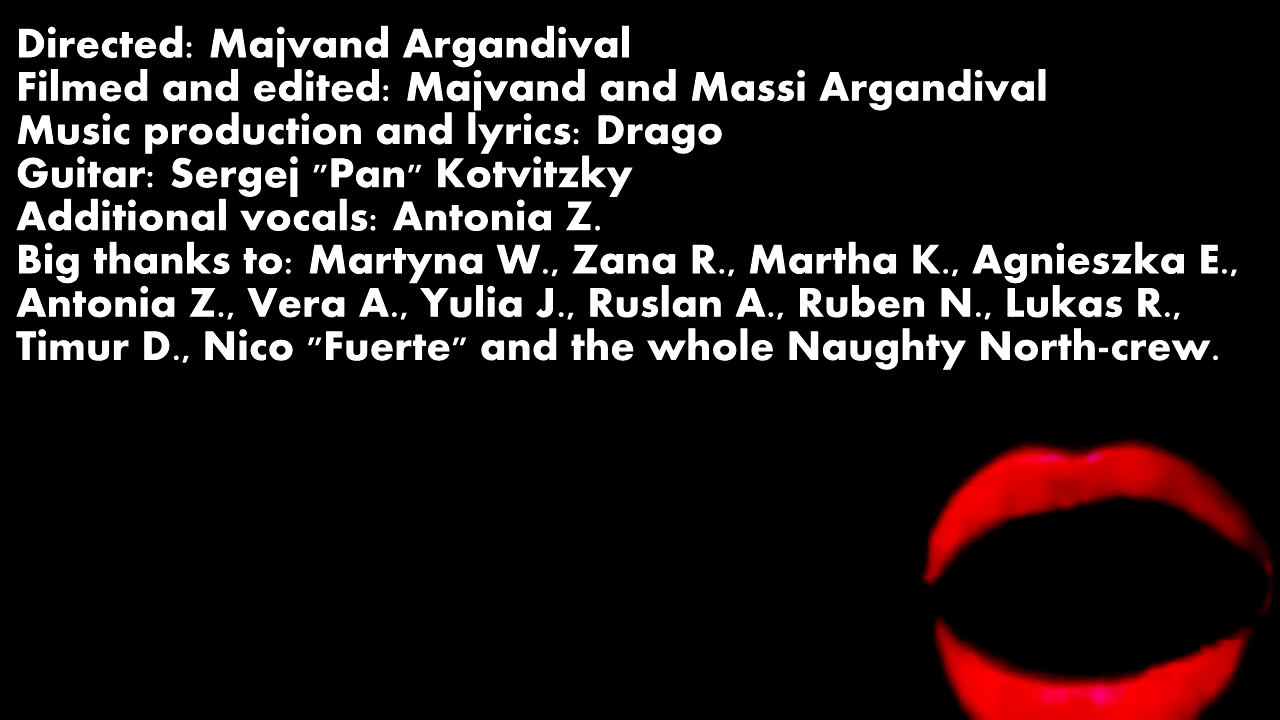 Directed: Majvand Argandival
Filmed and edited: Majvand and Massi Argandival
Music production and lyrics: Drago
Guitar: Sergej "Pan" Kotvitzky
Additional vocals: Antonia Z.
Big thanks to: Martyna W., Zana R., Martha K., Agnieszka E.,
Antonia Z., Vera A., Yulia J., Ruslan A., Ruben N., Lukas R.,
Timur D., Nico "Fuerte" and the whole Naughty North-crew.